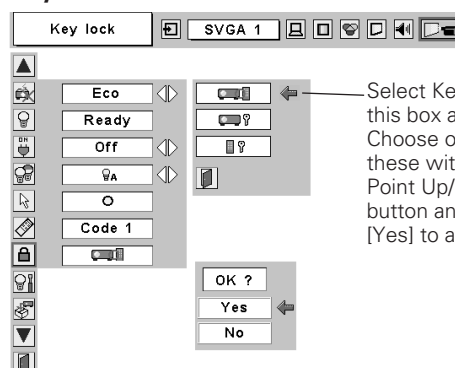 Key lock
SVGA 1
Eco
Ready
Off
ON
A
Code 1
OK ?
Yes
No
Select Ke
this box a
Choose o
these wit
Point Up/
button an
[Yes] to a